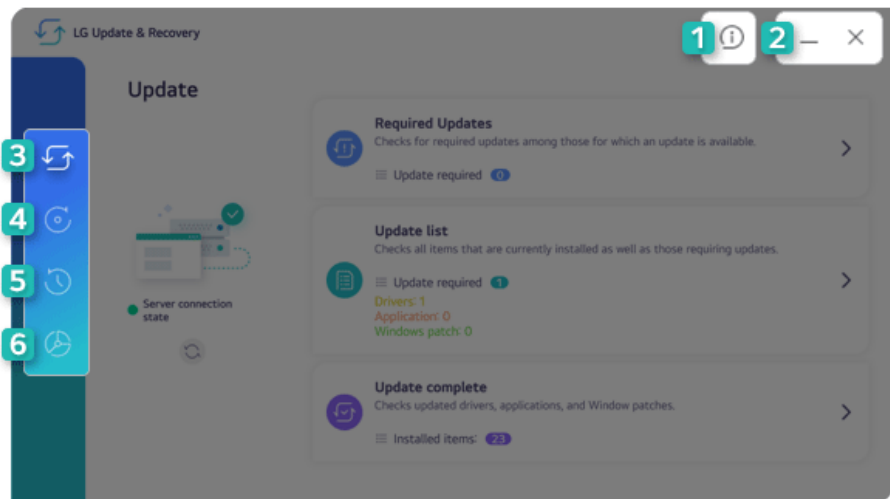 LG Update & Recovery
1
2
Update
Required Updates
Checks for required updates among those for which an update is available.
Update required 0
3
4
5
6
Update list
Checks all items that are currently installed as well as those requiring updates.
Update required 1
Drivers: 1
Application: 0
Windows patch: 0
Server connection
state
Update complete
Checks updated drivers, applications, and Window patches.
Installed items: 23